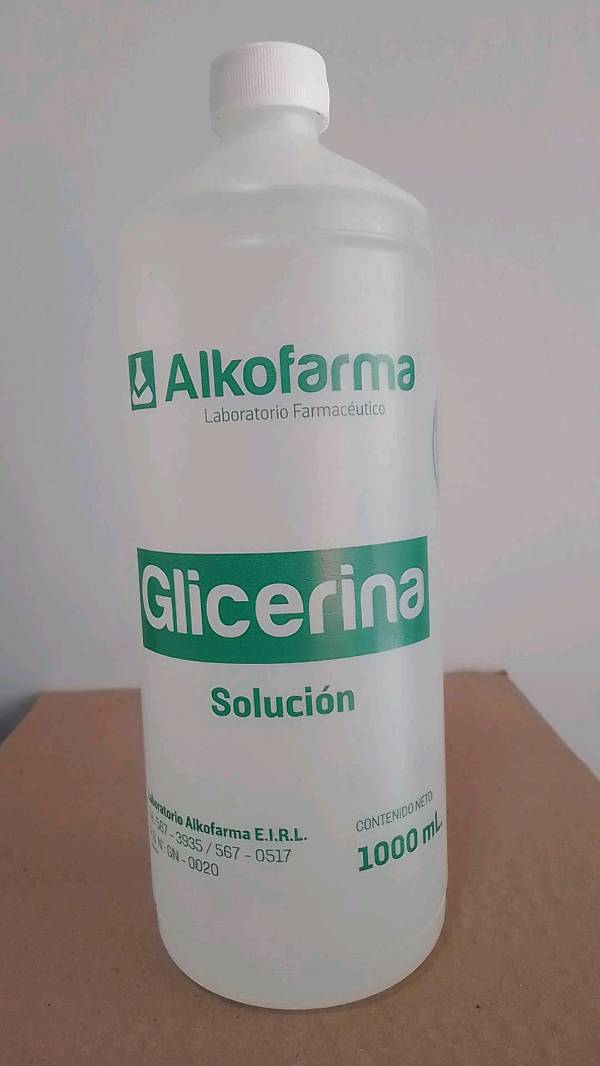 Alkofarma
Laboratorio Farmacéutico
Glicerina
Solución
Laboratorio Alkofarma E.I.R.L.
567 - 3935 / 567 - 0517
N° GN - 0020
CONTENIDO NETO
1000 mL